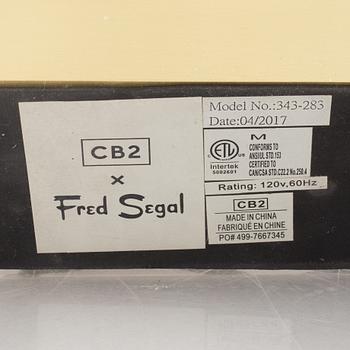 CB2
x
Fred Segal
Model No.:343-283
Date:04/2017
ETL
Intertek
5002601
M
CONFORMS TO
ANSI/UL STD.153
CERTIFIED TO
CAN/CSA STD.C22.2 No.250.4
Rating: 120v,60Hz
CB2
MADE IN CHINA
FABRIQUÉ EN CHINE
PO# 499-7667345